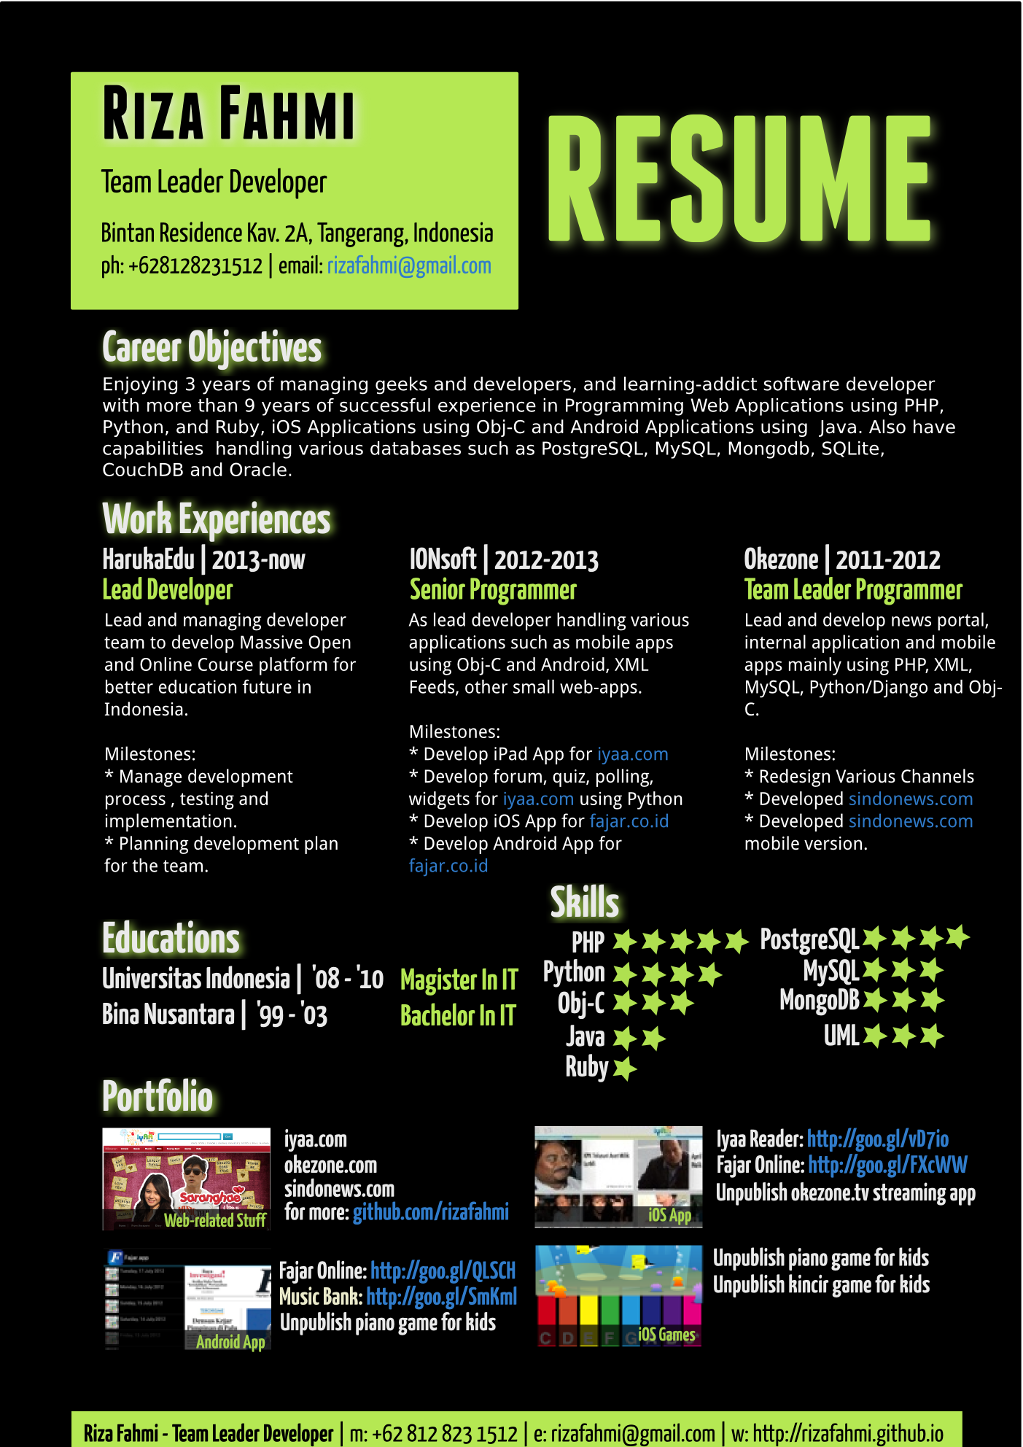 Riza Fahmi
Team Leader Developer
Bintan Residence Kav. 2A, Tangerang, Indonesia
ph: +628128231512 | email: rizafahmi@gmail.com
RESUME
Career Objectives
Enjoying 3 years of managing geeks and developers, and learning-addict software developer
with more than 9 years of successful experience in Programming Web Applications using PHP,
Python, and Ruby, iOS Applications using Obj-C and Android Applications using Java. Also have
capabilities handling various databases such as PostgreSQL, MySQL, Mongodb, SQLite,
CouchDB and Oracle.
Work Experiences
HarukaEdu | 2013-now
Lead Developer
Lead and managing developer
team to develop Massive Open
and Online Course platform for
better education future in
Indonesia.
Milestones:
* Manage development
process , testing and
implementation.
* Planning development plan
for the team.
IONsoft | 2012-2013
Senior Programmer
As lead developer handling various
applications such as mobile apps
using Obj-C and Android, XML
Feeds, other small web-apps.
Milestones:
* Develop iPad App for iyaa.com
* Develop forum, quiz, polling,
widgets for iyaa.com using Python
* Develop iOS App for fajar.co.id
* Develop Android App for
fajar.co.id
Okezone | 2011-2012
Team Leader Programmer
Lead and develop news portal,
internal application and mobile
apps mainly using PHP, XML,
MySQL, Python/Django and Obj-
C.
Milestones:
* Redesign Various Channels
* Developed sindonews.com
* Developed sindonews.com
mobile version.
Educations
Universitas Indonesia | '08 - '10 Magister In IT
Bina Nusantara | '99 - '03 Bachelor In IT
Skills
PHP
Python
Obj-C
Java
Ruby
PostgreSQL
MySQL
MongoDB
UML
Portfolio
Saranghae
Web-related Stuff
iyaa.com
okezone.com
sindonews.com
for more: github.com/rizafahmi
iOS App
Iyaa Reader: http://goo.gl/vD7io
Fajar Online: http://goo.gl/FXcWW
Unpublish okezone.tv streaming app
Fajar app
Android App
Fajar Online: http://goo.gl/QLSCH
Music Bank: http://goo.gl/SmKml
Unpublish piano game for kids
C D E F G
iOS Games
Unpublish piano game for kids
Unpublish kincir game for kids
Riza Fahmi - Team Leader Developer | m: +62 812 823 1512 | e: rizafahmi@gmail.com | w: http://rizafahmi.github.io